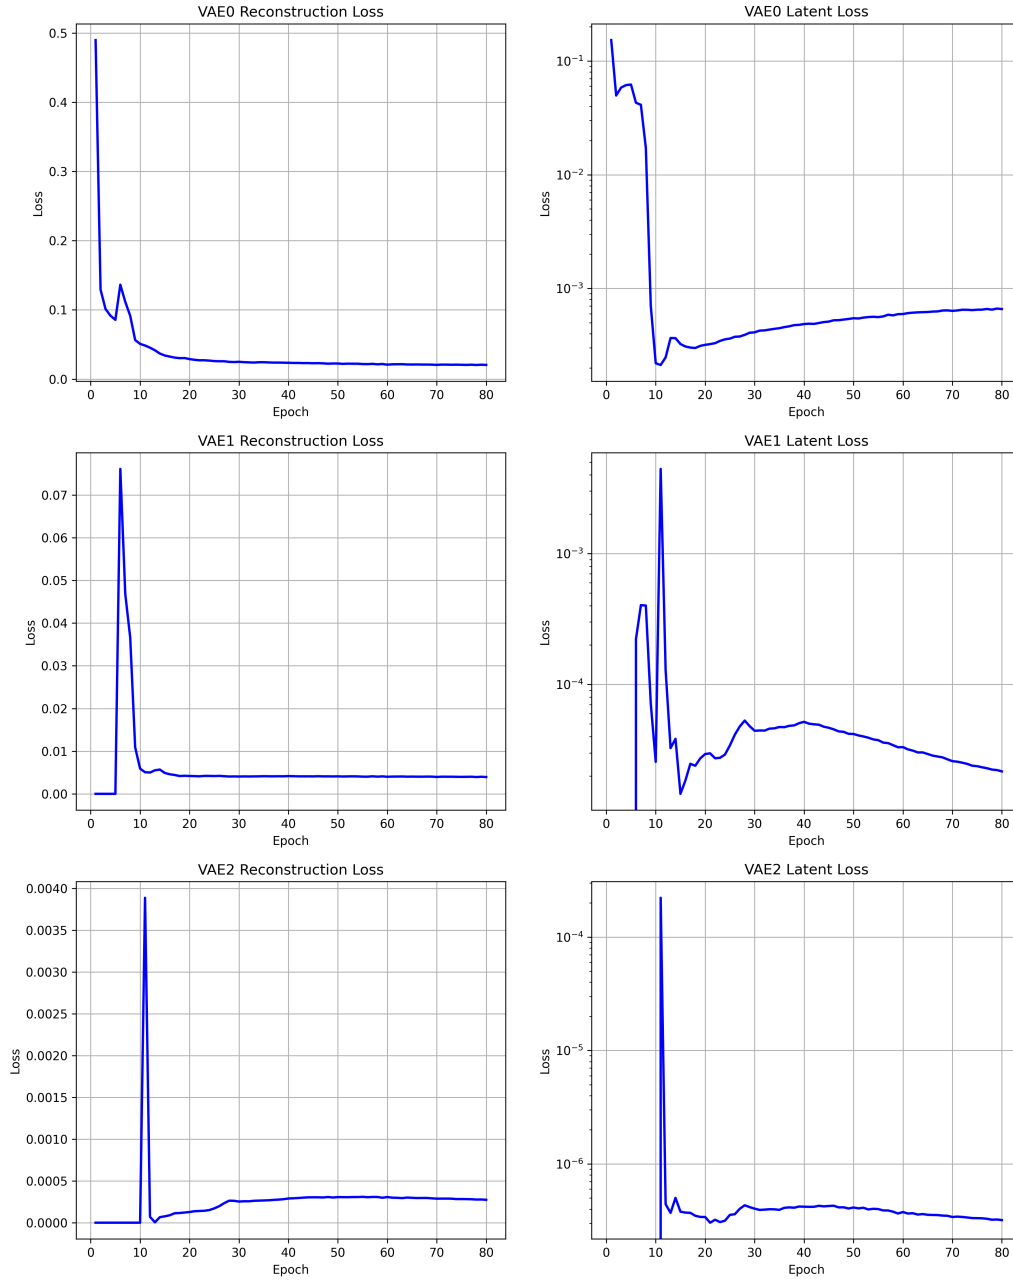 VAE0 Reconstruction Loss
0.5
0.4
0.3
0.2
0.1
0.0
Loss
0 10 20 30 40 50 60 70 80
Epoch
VAE0 Latent Loss
10⁻¹
10⁻²
10⁻³
Loss
0 10 20 30 40 50 60 70 80
Epoch
VAE1 Reconstruction Loss
0.07
0.06
0.05
0.04
0.03
0.02
0.01
0.00
Loss
0 10 20 30 40 50 60 70 80
Epoch
VAE1 Latent Loss
10⁻³
10⁻⁴
Loss
0 10 20 30 40 50 60 70 80
Epoch
VAE2 Reconstruction Loss
0.0040
0.0035
0.0030
0.0025
0.0020
0.0015
0.0010
0.0005
0.0000
Loss
0 10 20 30 40 50 60 70 80
Epoch
VAE2 Latent Loss
10⁻⁴
10⁻⁵
10⁻⁶
Loss
0 10 20 30 40 50 60 70 80
Epoch